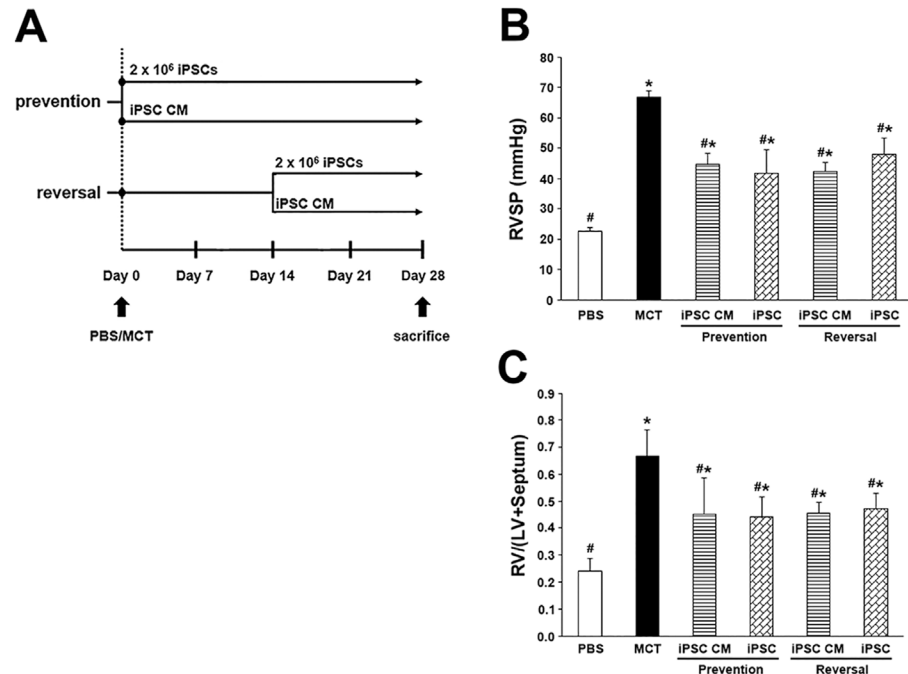 A
2 x 10⁶ iPSCs
prevention
iPSC CM
2 x 10⁶ iPSCs
reversal
iPSC CM
Day 0 Day 7 Day 14 Day 21 Day 28
PBS/MCT sacrifice
B
RVSP (mmHg)
80
70
60
50
40
30
20
10
0
#
*
#*
#*
#*
#*
PBS MCT iPSC CM iPSC iPSC CM iPSC
Prevention Reversal
C
RV/(LV+Septum)
0.9
0.8
0.7
0.6
0.5
0.4
0.3
0.2
0.1
0.0
#
*
#*
#*
#*
#*
PBS MCT iPSC CM iPSC iPSC CM iPSC
Prevention Reversal